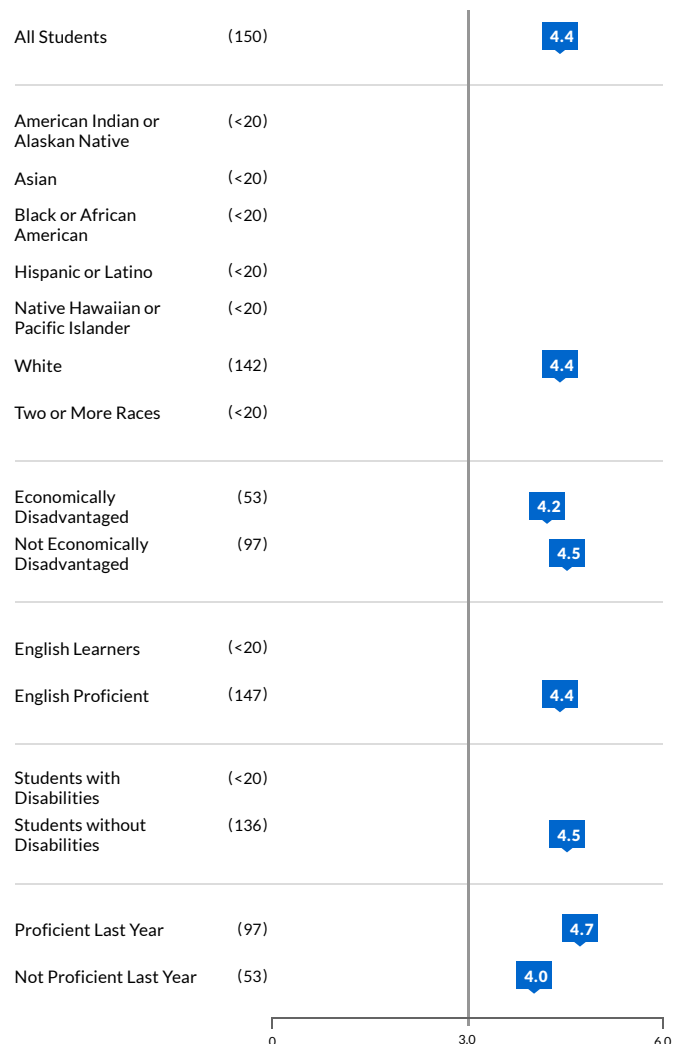 All Students (150) 4.4
American Indian or (<20)
Alaskan Native
Asian (<20)
Black or African (<20)
American
Hispanic or Latino (<20)
Native Hawaiian or (<20)
Pacific Islander
White (142) 4.4
Two or More Races (<20)
Economically (53) 4.2
Disadvantaged
Not Economically (97) 4.5
Disadvantaged
English Learners (<20)
English Proficient (147) 4.4
Students with (<20)
Disabilities
Students without (136) 4.5
Disabilities
Proficient Last Year (97) 4.7
Not Proficient Last Year (53) 4.0
0 3.0 6.0